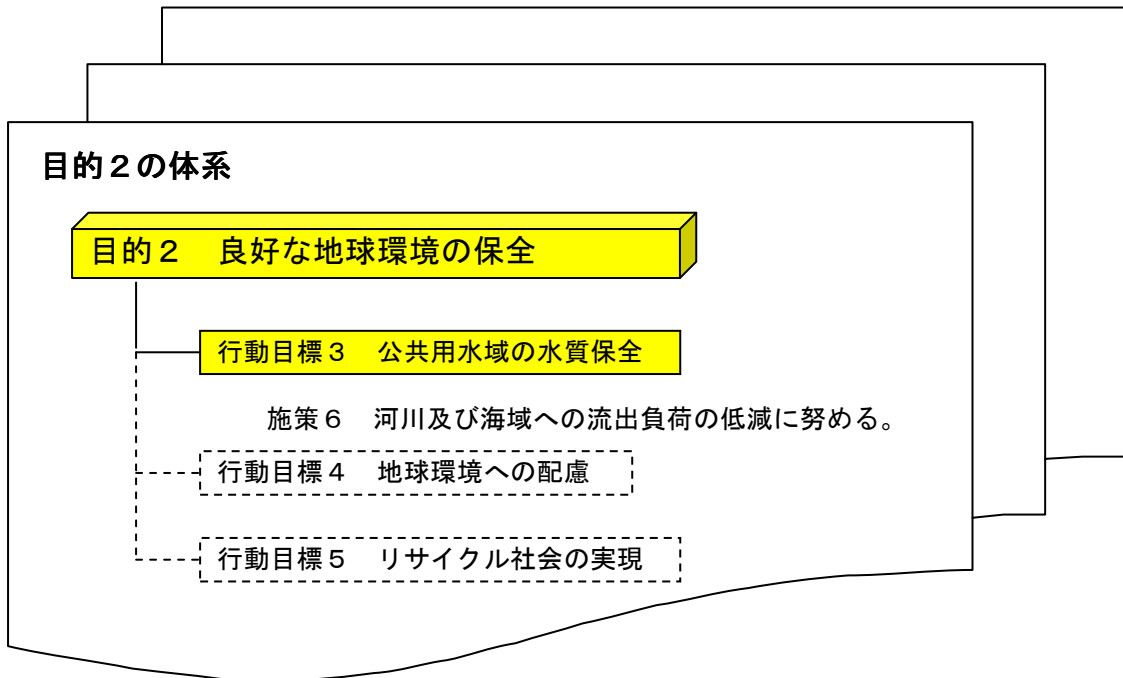 目的２の体系
目的２　良好な地球環境の保全
行動目標３　公共用水域の水質保全
施策６　河川及び海域への流出負荷の低減に努める。
行動目標４　地球環境への配慮
行動目標５　リサイクル社会の実現